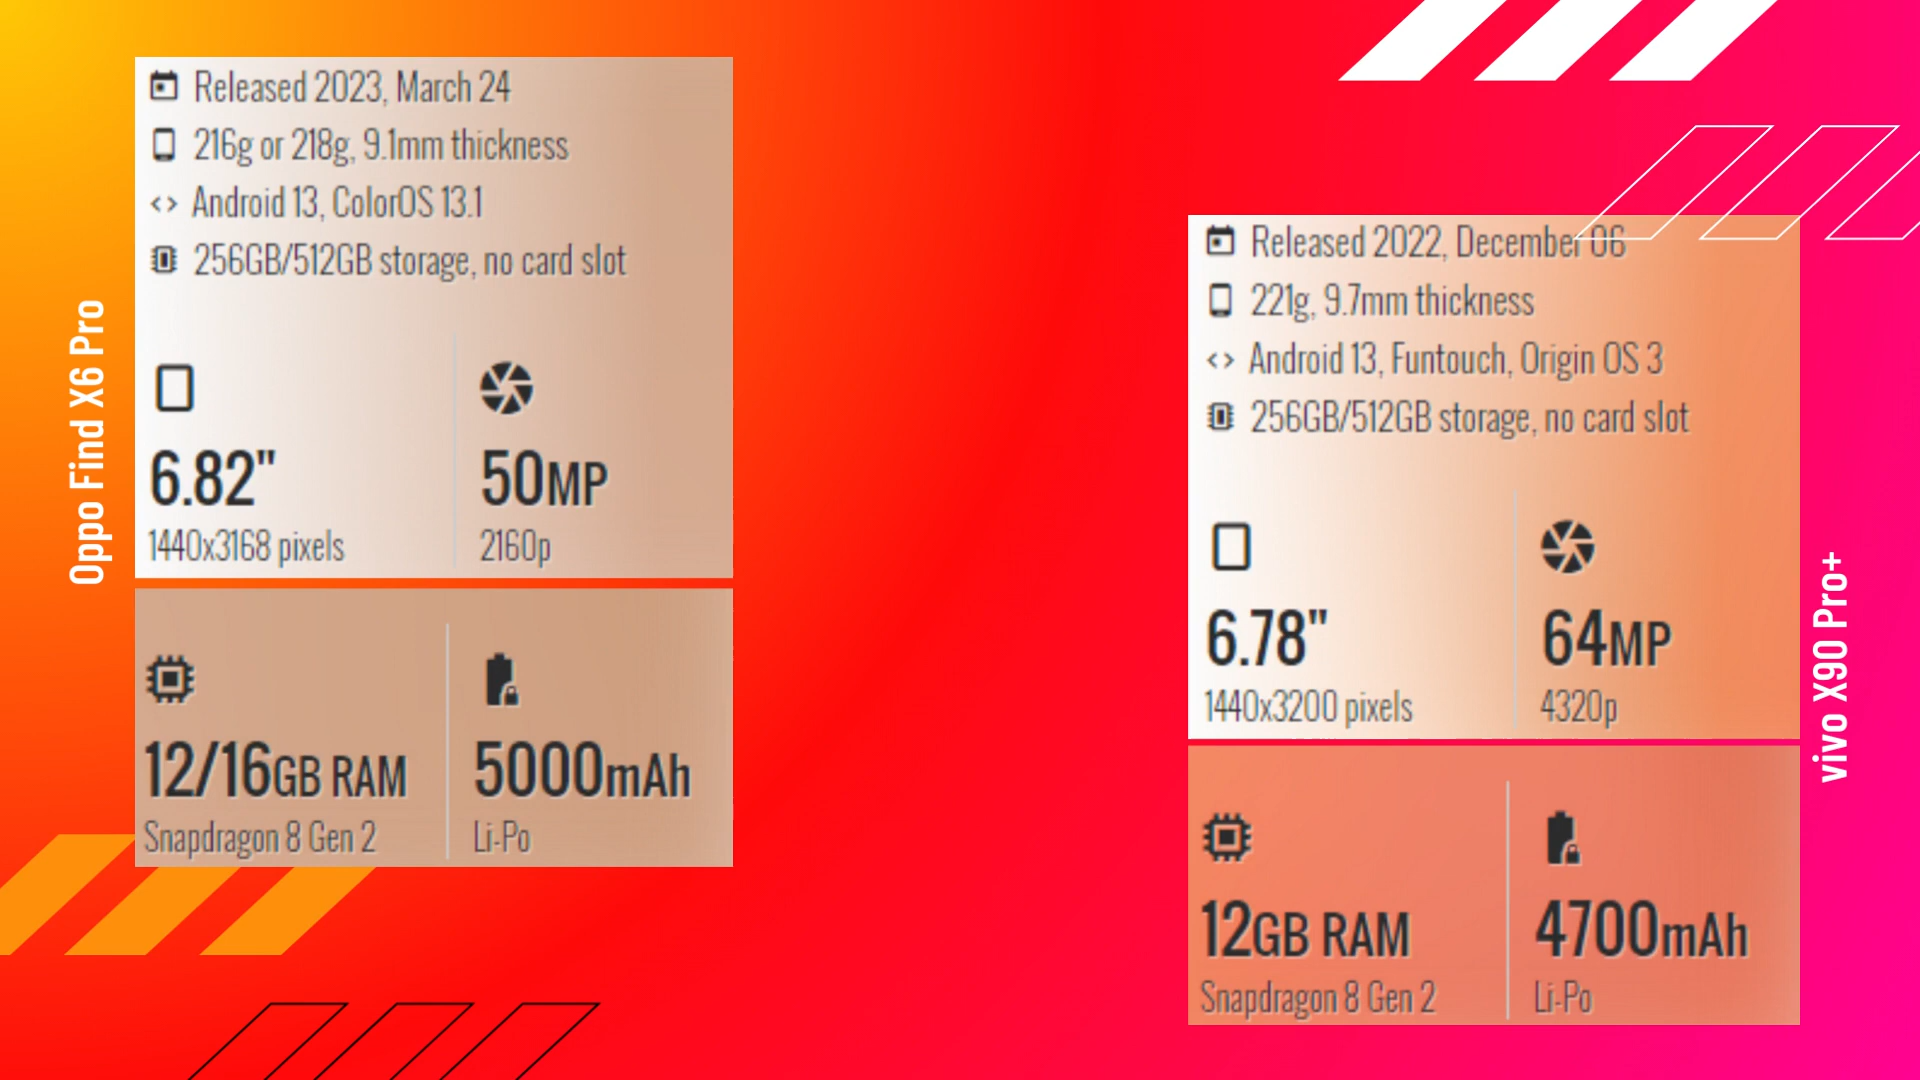 Oppo Find X6 Pro
Released 2023, March 24
216g or 218g, 9.1mm thickness
Android 13, ColorOS 13.1
256GB/512GB storage, no card slot
6.82"
1440x3168 pixels
50MP
2160p
12/16GB RAM
Snapdragon 8 Gen 2
5000mAh
Li-Po
vivo X90 Pro+
Released 2022, December 06
221g, 9.7mm thickness
Android 13, Funtouch, Origin OS 3
256GB/512GB storage, no card slot
6.78"
1440x3200 pixels
64MP
4320p
12GB RAM
Snapdragon 8 Gen 2
4700mAh
Li-Po